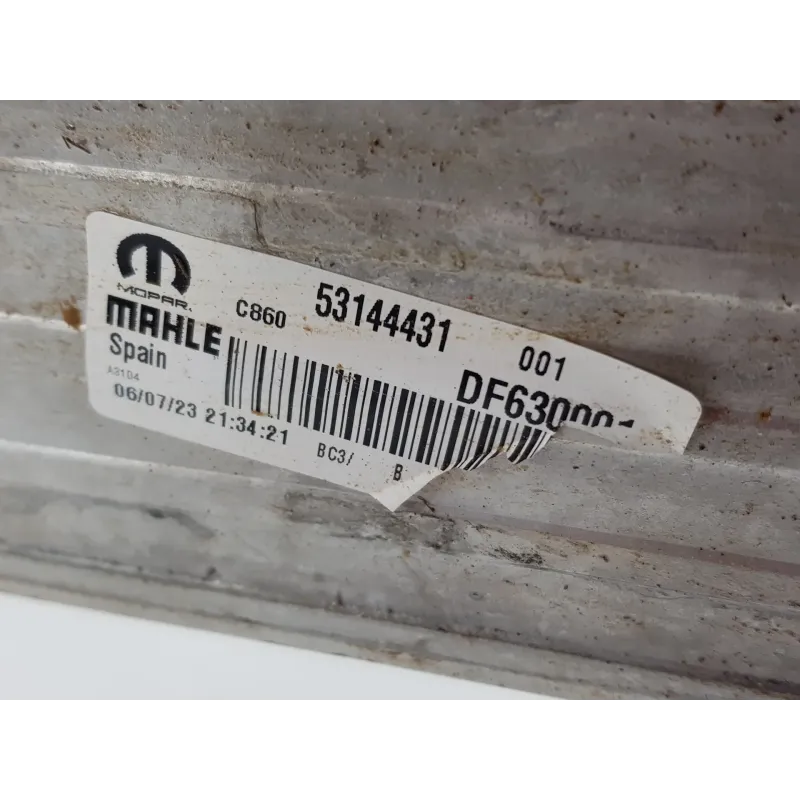 MOPAR.
MAHLE
Spain
A3104
06/07/23 21:34:21
C860
53144431
001
BC3/
B